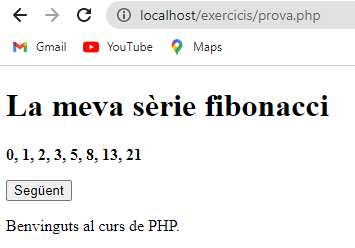 localhost/exercicis/prova.php
Gmail YouTube Maps
La meva sèrie fibonacci
0, 1, 2, 3, 5, 8, 13, 21
Següent
Benvinguts al curs de PHP.